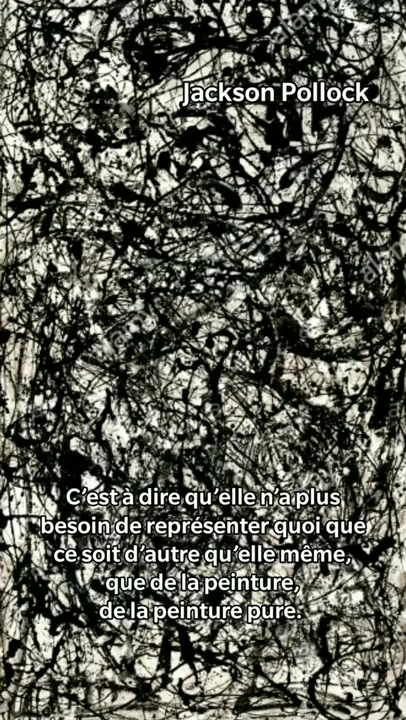 Jackson Pollock
C'est à dire qu'elle n'a plus
besoin de représenter quoi que
ce soit d'autre qu'elle même,
que de la peinture,
de la peinture pure.